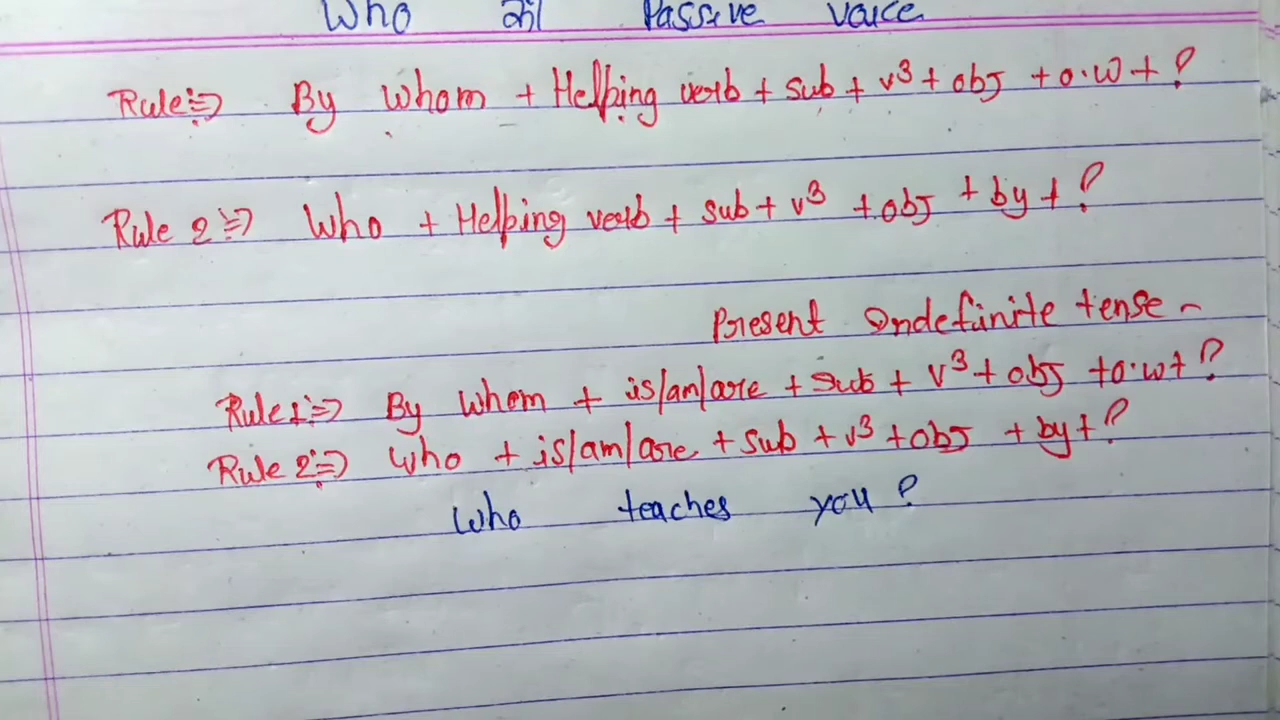 Who का Passive voice
Rule:⇒ By whom + Helping verb + sub + v³ + obj + o.w + ?
Rule 2:⇒ Who + Helping verb + sub + v³ + obj + by + ?
Present Indefinite tense -
Rule 1:⇒ By whom + is/am/are + sub + v³ + obj + o.w + ?
Rule 2:⇒ Who + is/am/are + sub + v³ + obj + by + ?
Who teaches you ?